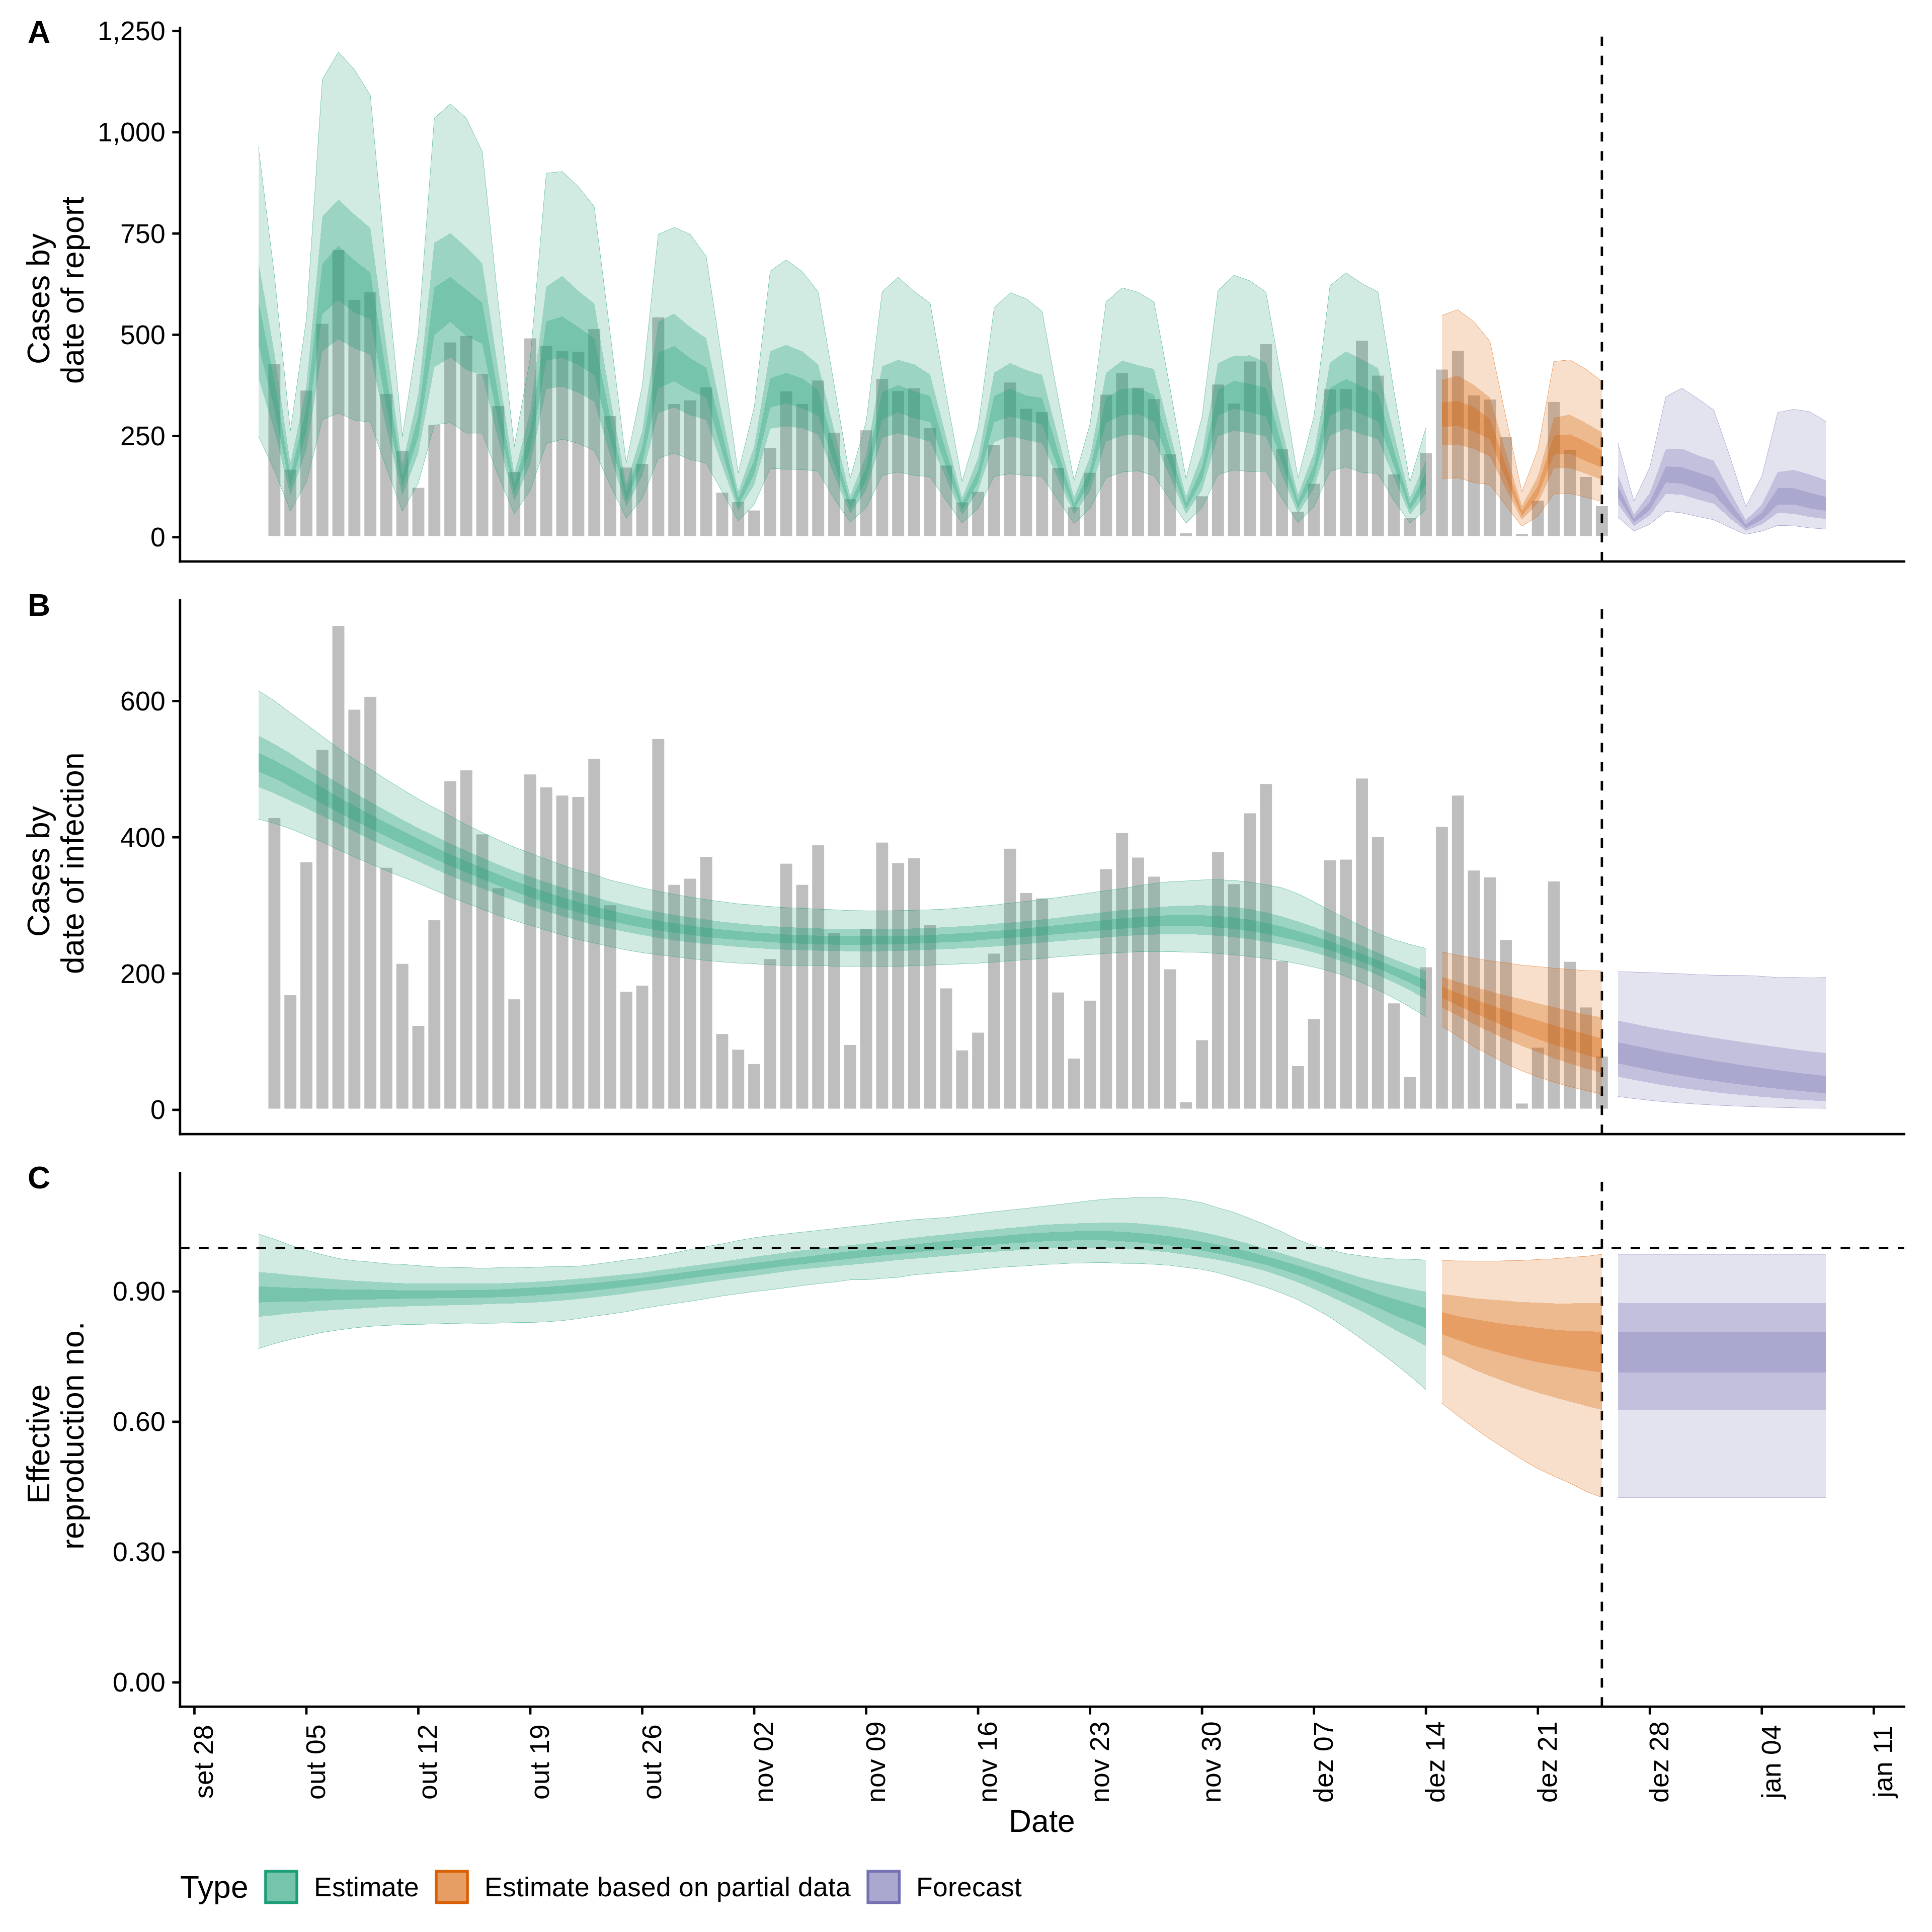 A
Cases by
date of report
1,250
1,000
750
500
250
0
B
Cases by
date of infection
600
400
200
0
C
Effective
reproduction no.
0.90
0.60
0.30
0.00
set 28
out 05
out 12
out 19
out 26
nov 02
nov 09
nov 16
nov 23
nov 30
dez 07
dez 14
dez 21
dez 28
jan 04
jan 11
Date
Type Estimate Estimate based on partial data Forecast